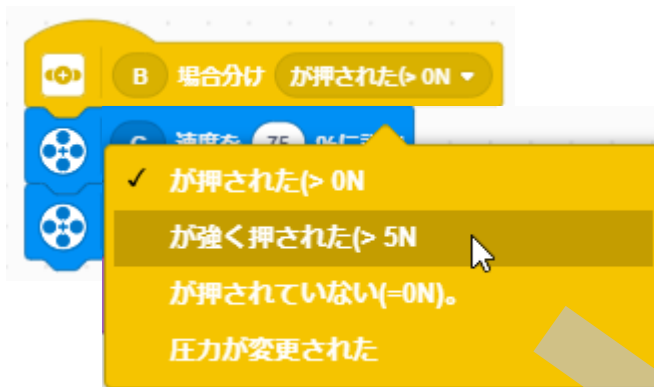 B 場合分け が押された(> 0N
C 速度を 75 %に
✓ が押された(> 0N
が強く押された(> 5N
が押されていない(=0N)。
圧力が変更された